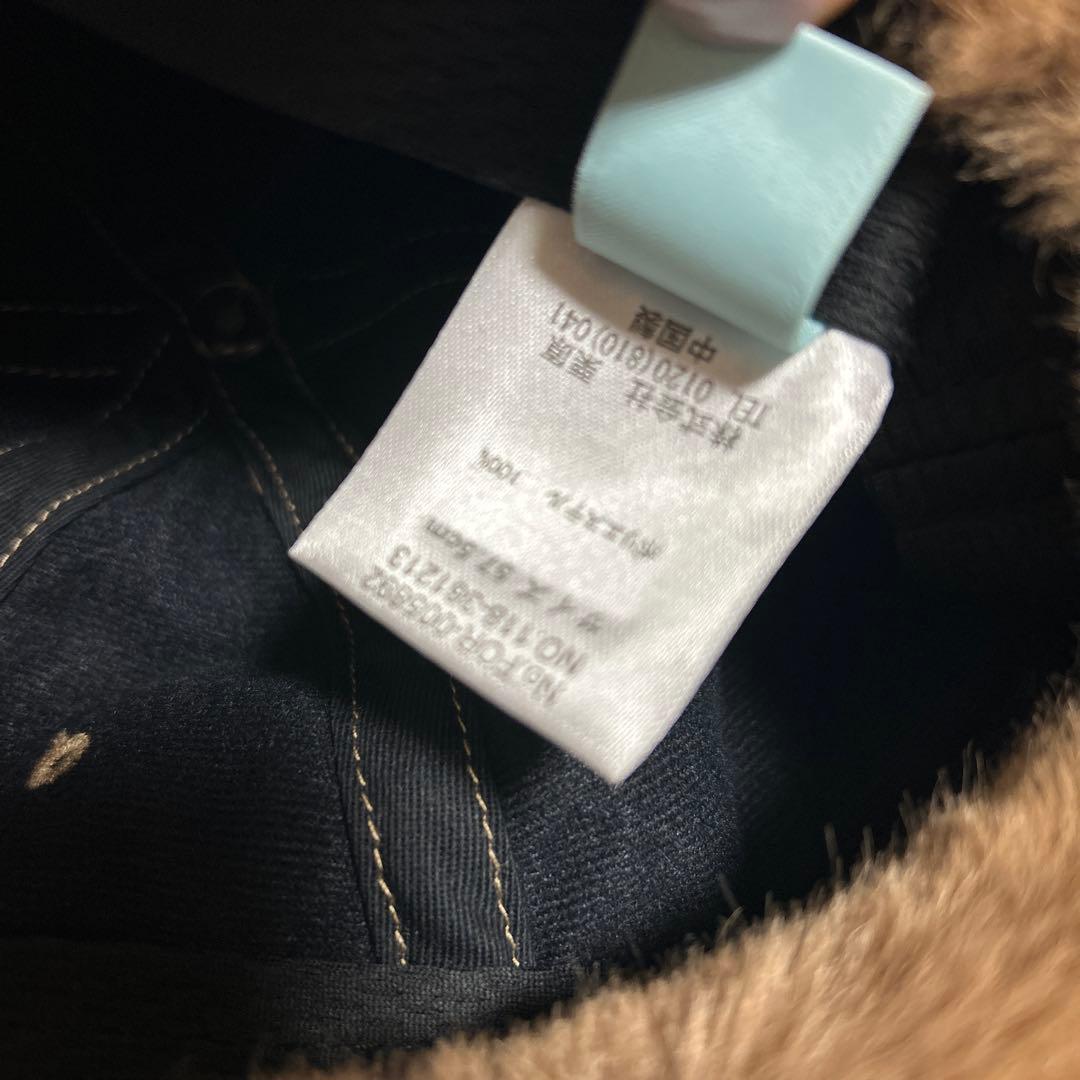 No FOR-005892
NO.118-361213
サイズ 57.5cm
ポリエステル 100%
株式会社 栗原
TEL 0120(810)041
中国製